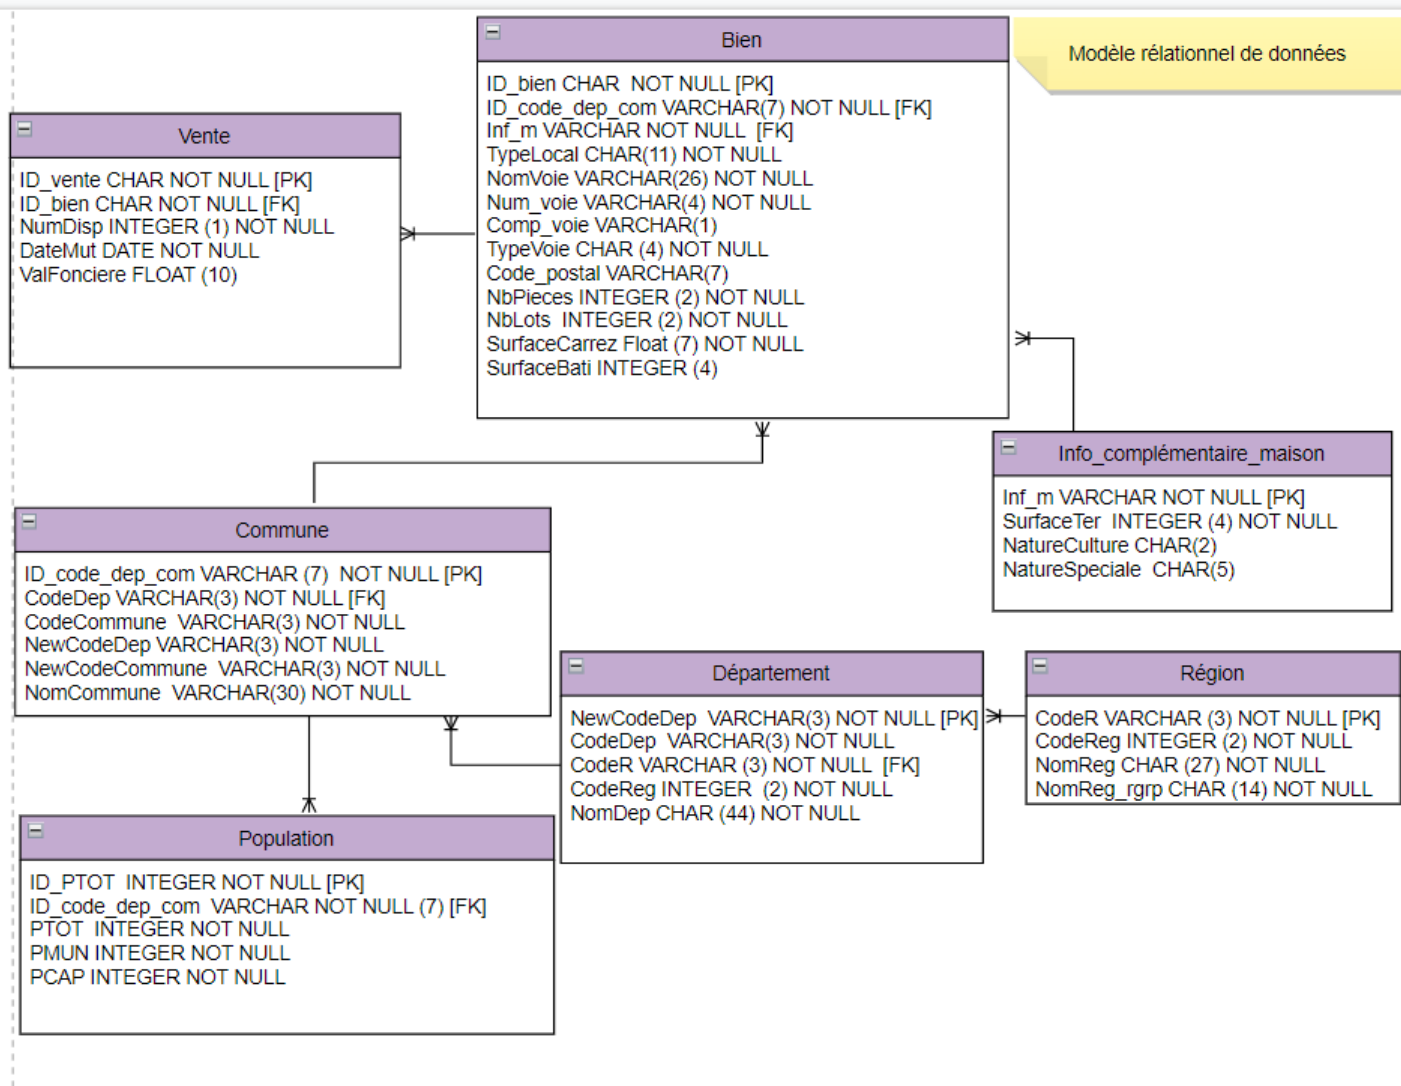 Modèle rélationnel de données
Bien
ID_bien CHAR  NOT NULL [PK]
ID_code_dep_com VARCHAR(7) NOT NULL [FK]
Inf_m VARCHAR NOT NULL  [FK]
TypeLocal CHAR(11) NOT NULL
NomVoie VARCHAR(26) NOT NULL
Num_voie VARCHAR(4) NOT NULL
Comp_voie VARCHAR(1)
TypeVoie CHAR (4) NOT NULL
Code_postal VARCHAR(7)
NbPieces INTEGER (2) NOT NULL
NbLots  INTEGER (2) NOT NULL
SurfaceCarrez Float (7) NOT NULL
SurfaceBati INTEGER (4)
Vente
ID_vente CHAR NOT NULL [PK]
ID_bien CHAR NOT NULL [FK]
NumDisp INTEGER (1) NOT NULL
DateMut DATE NOT NULL
ValFonciere FLOAT (10)
Info_complémentaire_maison
Inf_m VARCHAR NOT NULL [PK]
SurfaceTer  INTEGER (4) NOT NULL
NatureCulture CHAR(2)
NatureSpeciale  CHAR(5)
Commune
ID_code_dep_com VARCHAR (7)  NOT NULL [PK]
CodeDep VARCHAR(3) NOT NULL [FK]
CodeCommune  VARCHAR(3) NOT NULL
NewCodeDep VARCHAR(3) NOT NULL
NewCodeCommune  VARCHAR(3) NOT NULL
NomCommune  VARCHAR(30) NOT NULL
Département
NewCodeDep  VARCHAR(3) NOT NULL [PK]
CodeDep  VARCHAR(3) NOT NULL
CodeR VARCHAR (3) NOT NULL  [FK]
CodeReg INTEGER  (2) NOT NULL
NomDep CHAR (44) NOT NULL
Région
CodeR VARCHAR (3) NOT NULL [PK]
CodeReg INTEGER (2) NOT NULL
NomReg CHAR (27) NOT NULL
NomReg_rgrp CHAR (14) NOT NULL
Population
ID_PTOT  INTEGER NOT NULL [PK]
ID_code_dep_com  VARCHAR NOT NULL (7) [FK]
PTOT  INTEGER NOT NULL
PMUN INTEGER NOT NULL
PCAP INTEGER NOT NULL